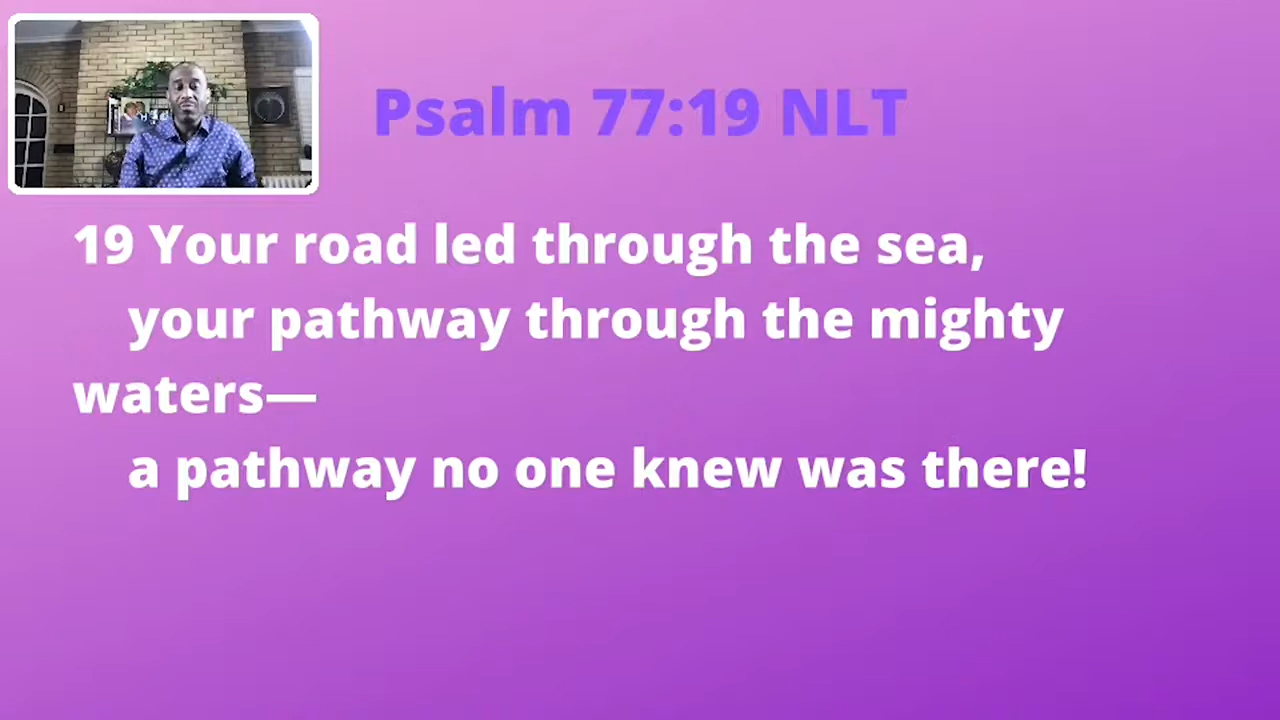 Psalm 77:19 NLT
19 Your road led through the sea,
your pathway through the mighty
waters—
a pathway no one knew was there!